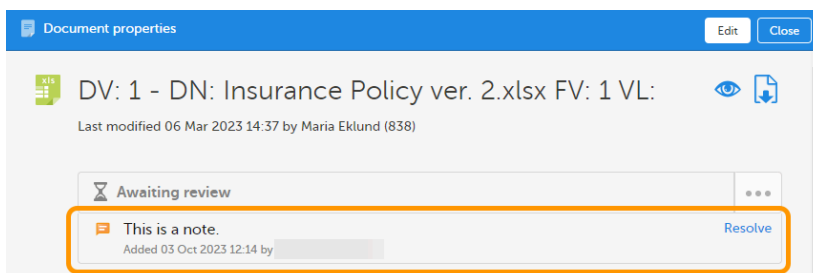 Document properties
Edit
Close
xls
DV: 1 - DN: Insurance Policy ver. 2.xlsx FV: 1 VL:
Last modified 06 Mar 2023 14:37 by Maria Eklund (838)
Awaiting review
This is a note.
Resolve
Added 03 Oct 2023 12:14 by